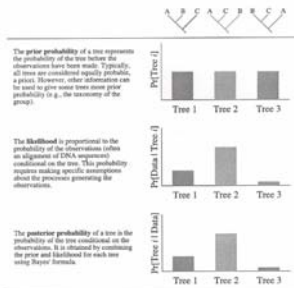 A B C A C B B C A
The prior probability of a tree represents
the probability of the tree before the
observations have been made. Typically,
all trees are considered equally probable,
a priori. However, other information can
be used to give some trees more prior
probability (e.g., the taxonomy of the
group).
Pr[Tree i]
Tree 1 Tree 2 Tree 3
The likelihood is proportional to the
probability of the observations (often
an alignment of DNA sequences)
conditional on the tree. This probability
requires making specific assumptions
about the processes generating the
observations.
Pr[Data | Tree i]
Tree 1 Tree 2 Tree 3
The posterior probability of a tree is the
probability of the tree conditional on the
observations. It is obtained by combining
the prior and likelihood for each tree
using Bayes' formula.
Pr[Tree i | Data]
Tree 1 Tree 2 Tree 3